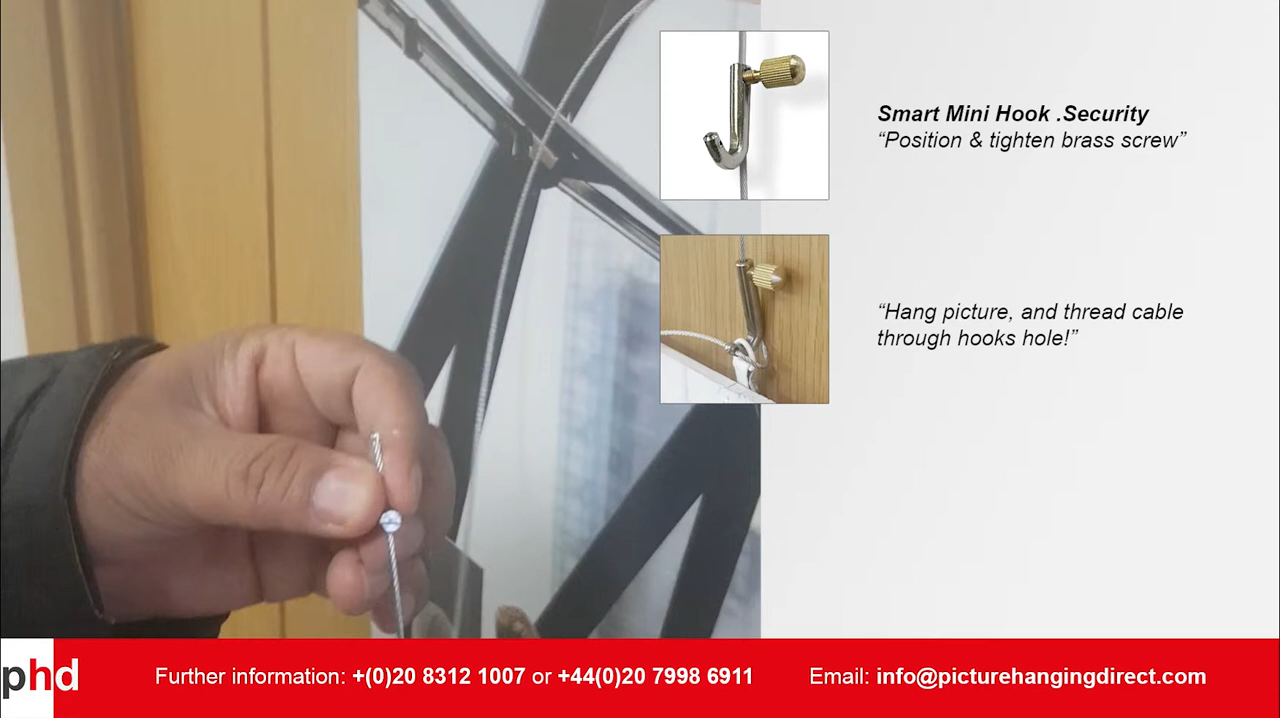 Smart Mini Hook .Security
“Position & tighten brass screw”
“Hang picture, and thread cable
through hooks hole!”
phd
Further information: +(0)20 8312 1007 or +44(0)20 7998 6911
Email: info@picturehangingdirect.com